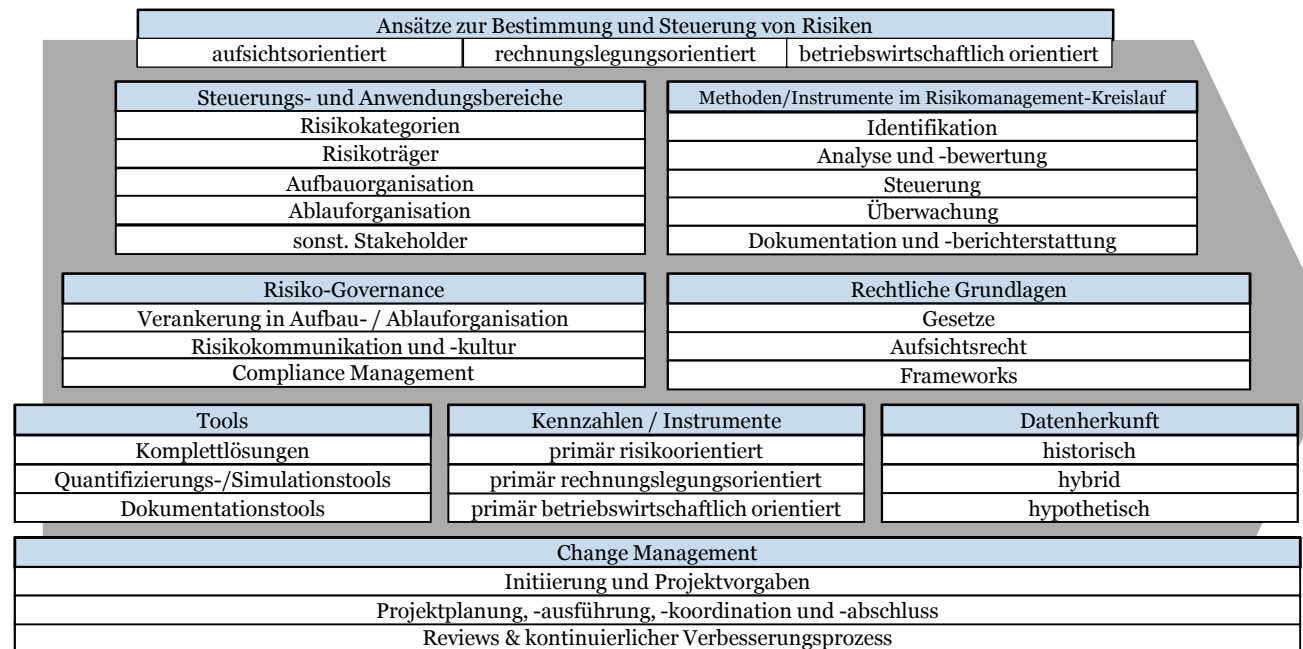 Ansätze zur Bestimmung und Steuerung von Risiken
aufsichtsorientiert
rechnungslegungsorientiert
betriebswirtschaftlich orientiert
Steuerungs- und Anwendungsbereiche
Risikokategorien
Risikoträger
Aufbauorganisation
Ablauforganisation
sonst. Stakeholder
Methoden/Instrumente im Risikomanagement-Kreislauf
Identifikation
Analyse und -bewertung
Steuerung
Überwachung
Dokumentation und -berichterstattung
Risiko-Governance
Verankerung in Aufbau- / Ablauforganisation
Risikokommunikation und -kultur
Compliance Management
Rechtliche Grundlagen
Gesetze
Aufsichtsrecht
Frameworks
Tools
Komplettlösungen
Quantifizierungs-/Simulationstools
Dokumentationstools
Kennzahlen / Instrumente
primär risikoorientiert
primär rechnungslegungsorientiert
primär betriebswirtschaftlich orientiert
Datenherkunft
historisch
hybrid
hypothetisch
Change Management
Initiierung und Projektvorgaben
Projektplanung, -ausführung, -koordination und -abschluss
Reviews & kontinuierlicher Verbesserungsprozess